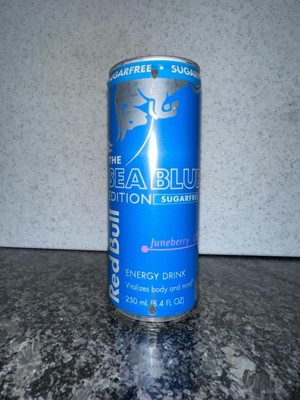 SUGARFREE • SUGAR
THE
SEA BLUE
EDITION SUGARFREE
Juneberry
Red Bull
ENERGY DRINK
Vitalizes body and mind®
250 mL (8.4 fl OZ)